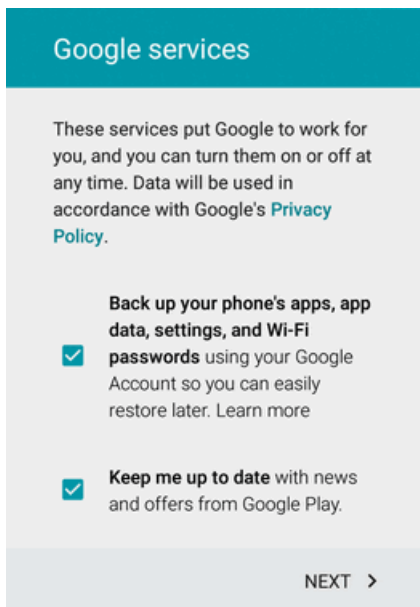 Google services
These services put Google to work for
you, and you can turn them on or off at
any time. Data will be used in
accordance with Google's Privacy
Policy.
Back up your phone's apps, app
data, settings, and Wi-Fi
passwords using your Google
Account so you can easily
restore later. Learn more
Keep me up to date with news
and offers from Google Play.
NEXT